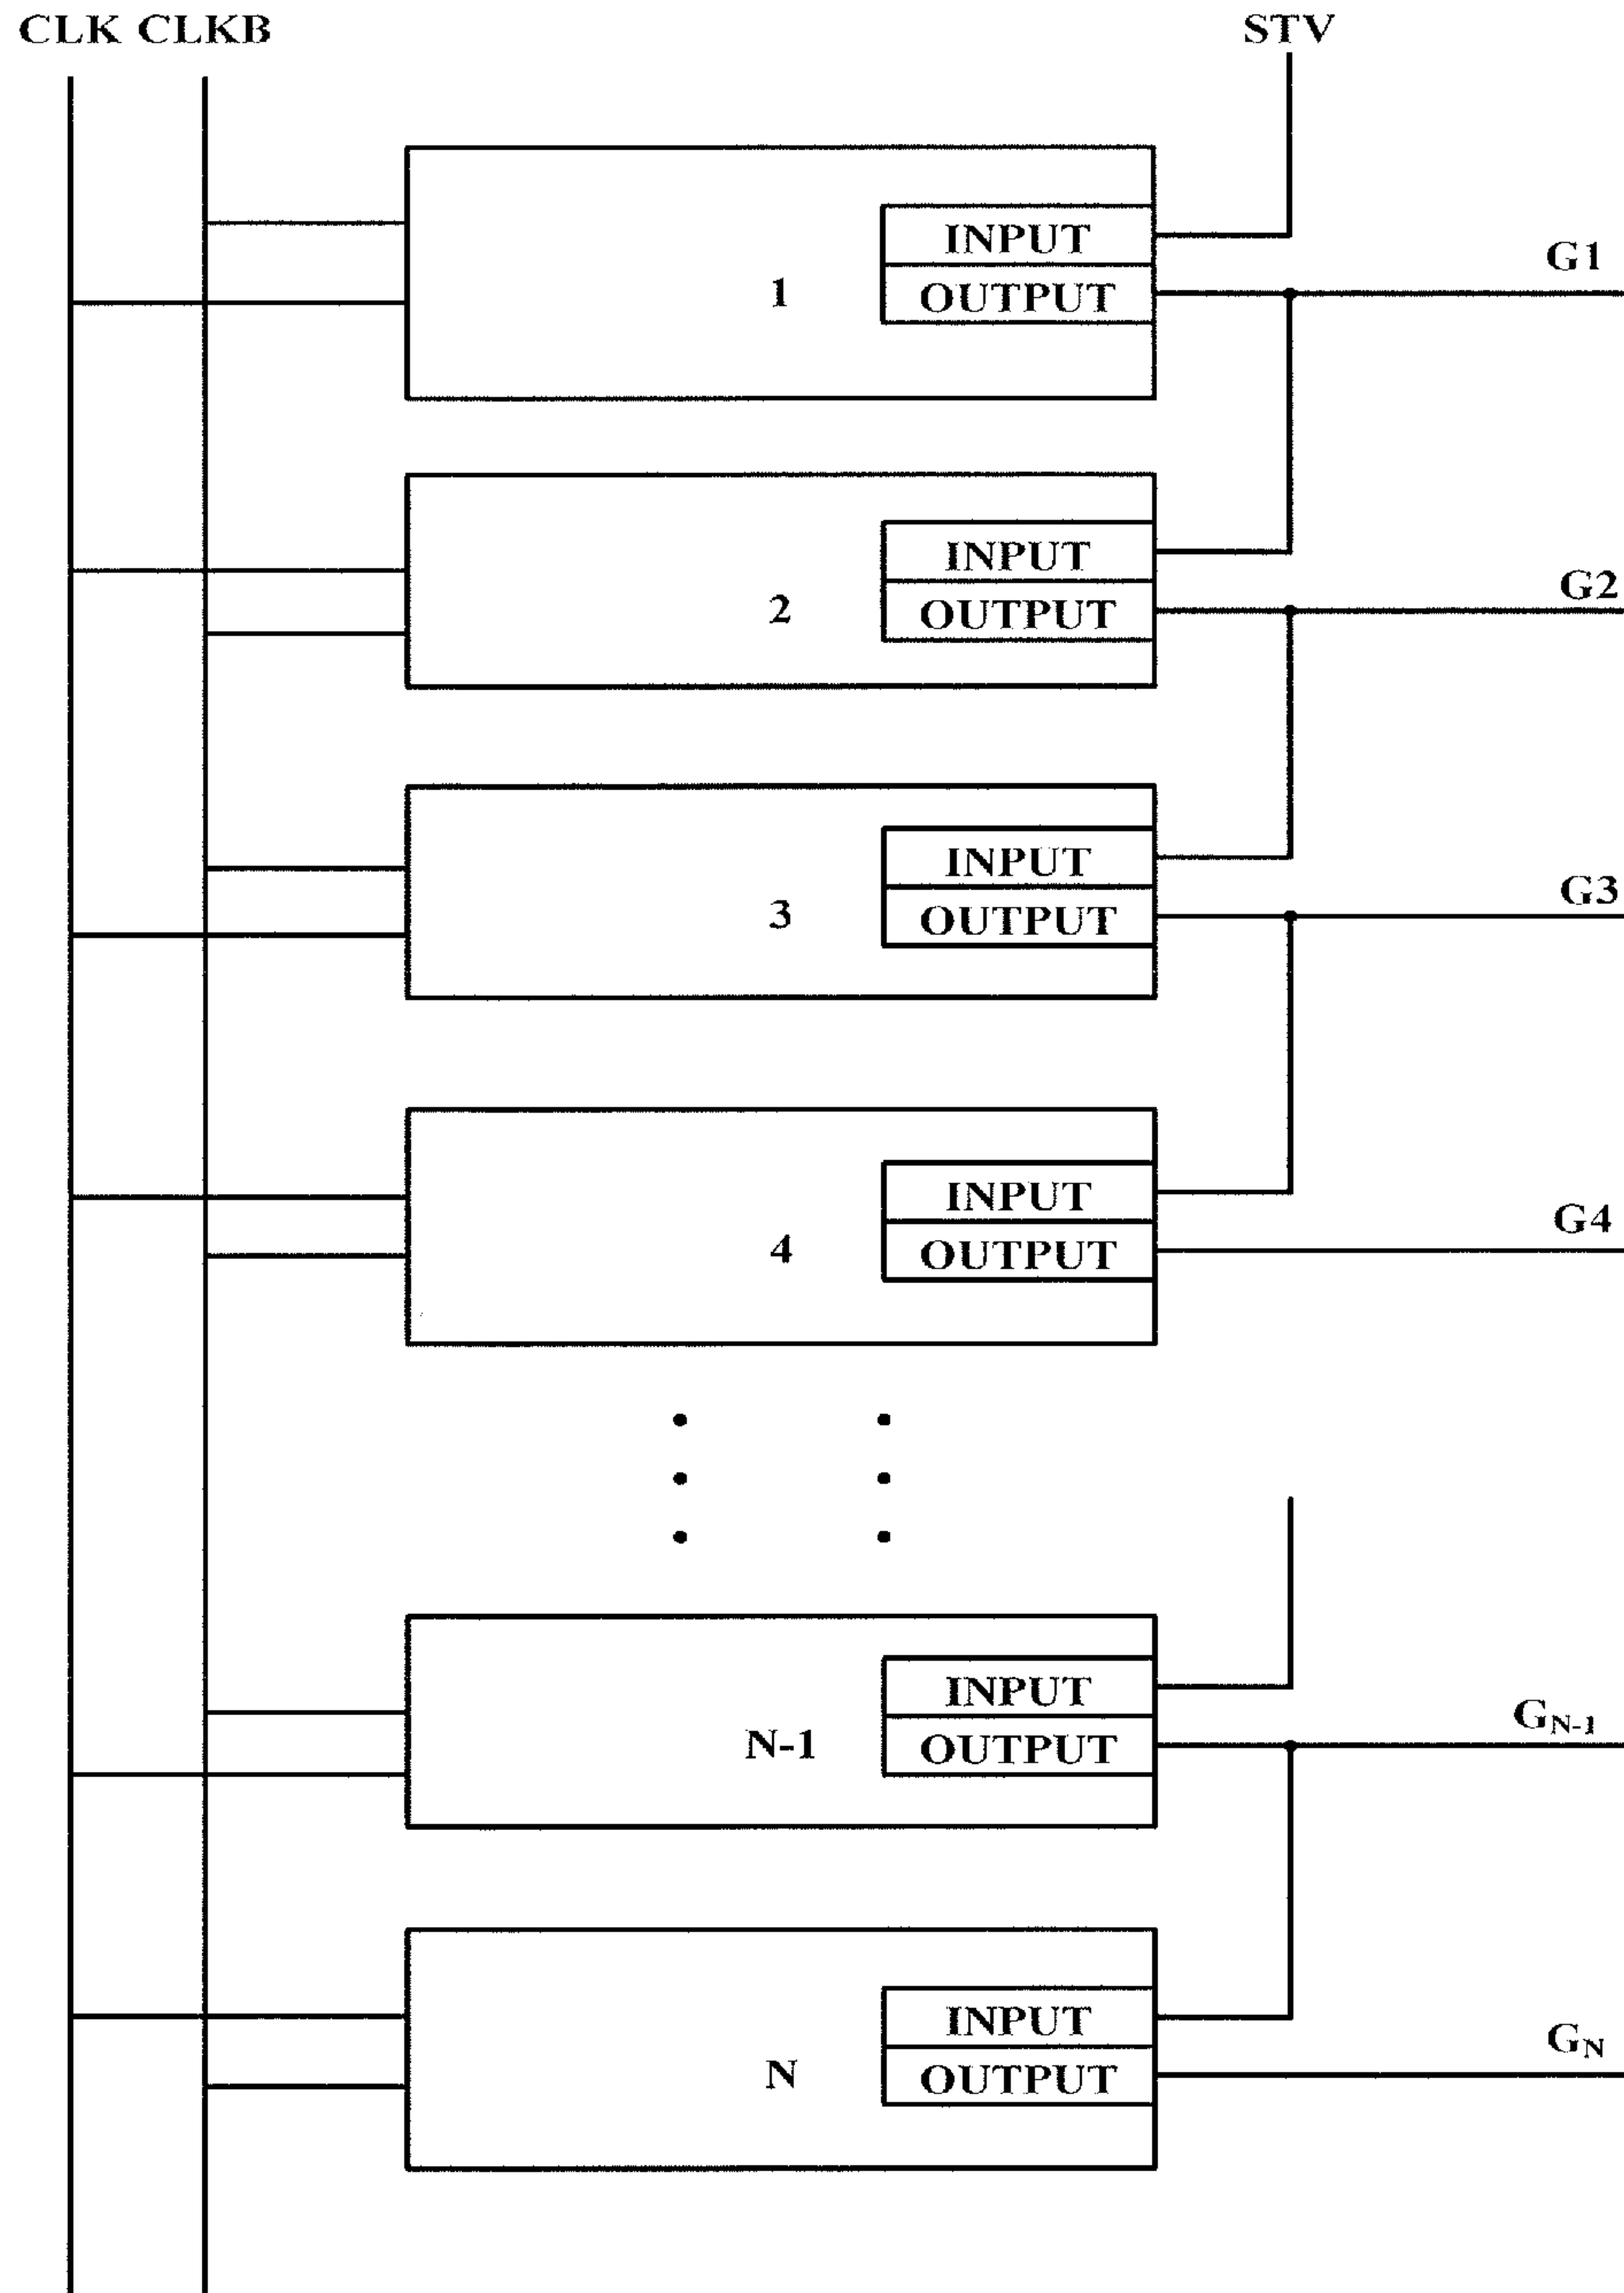 CLK CLKB STV
INPUT
G1
1
OUTPUT
INPUT
G2
2
OUTPUT
INPUT
G3
3
OUTPUT
INPUT
G4
4
OUTPUT
INPUT
GN-1
N-1
OUTPUT
INPUT
GN
N
OUTPUT